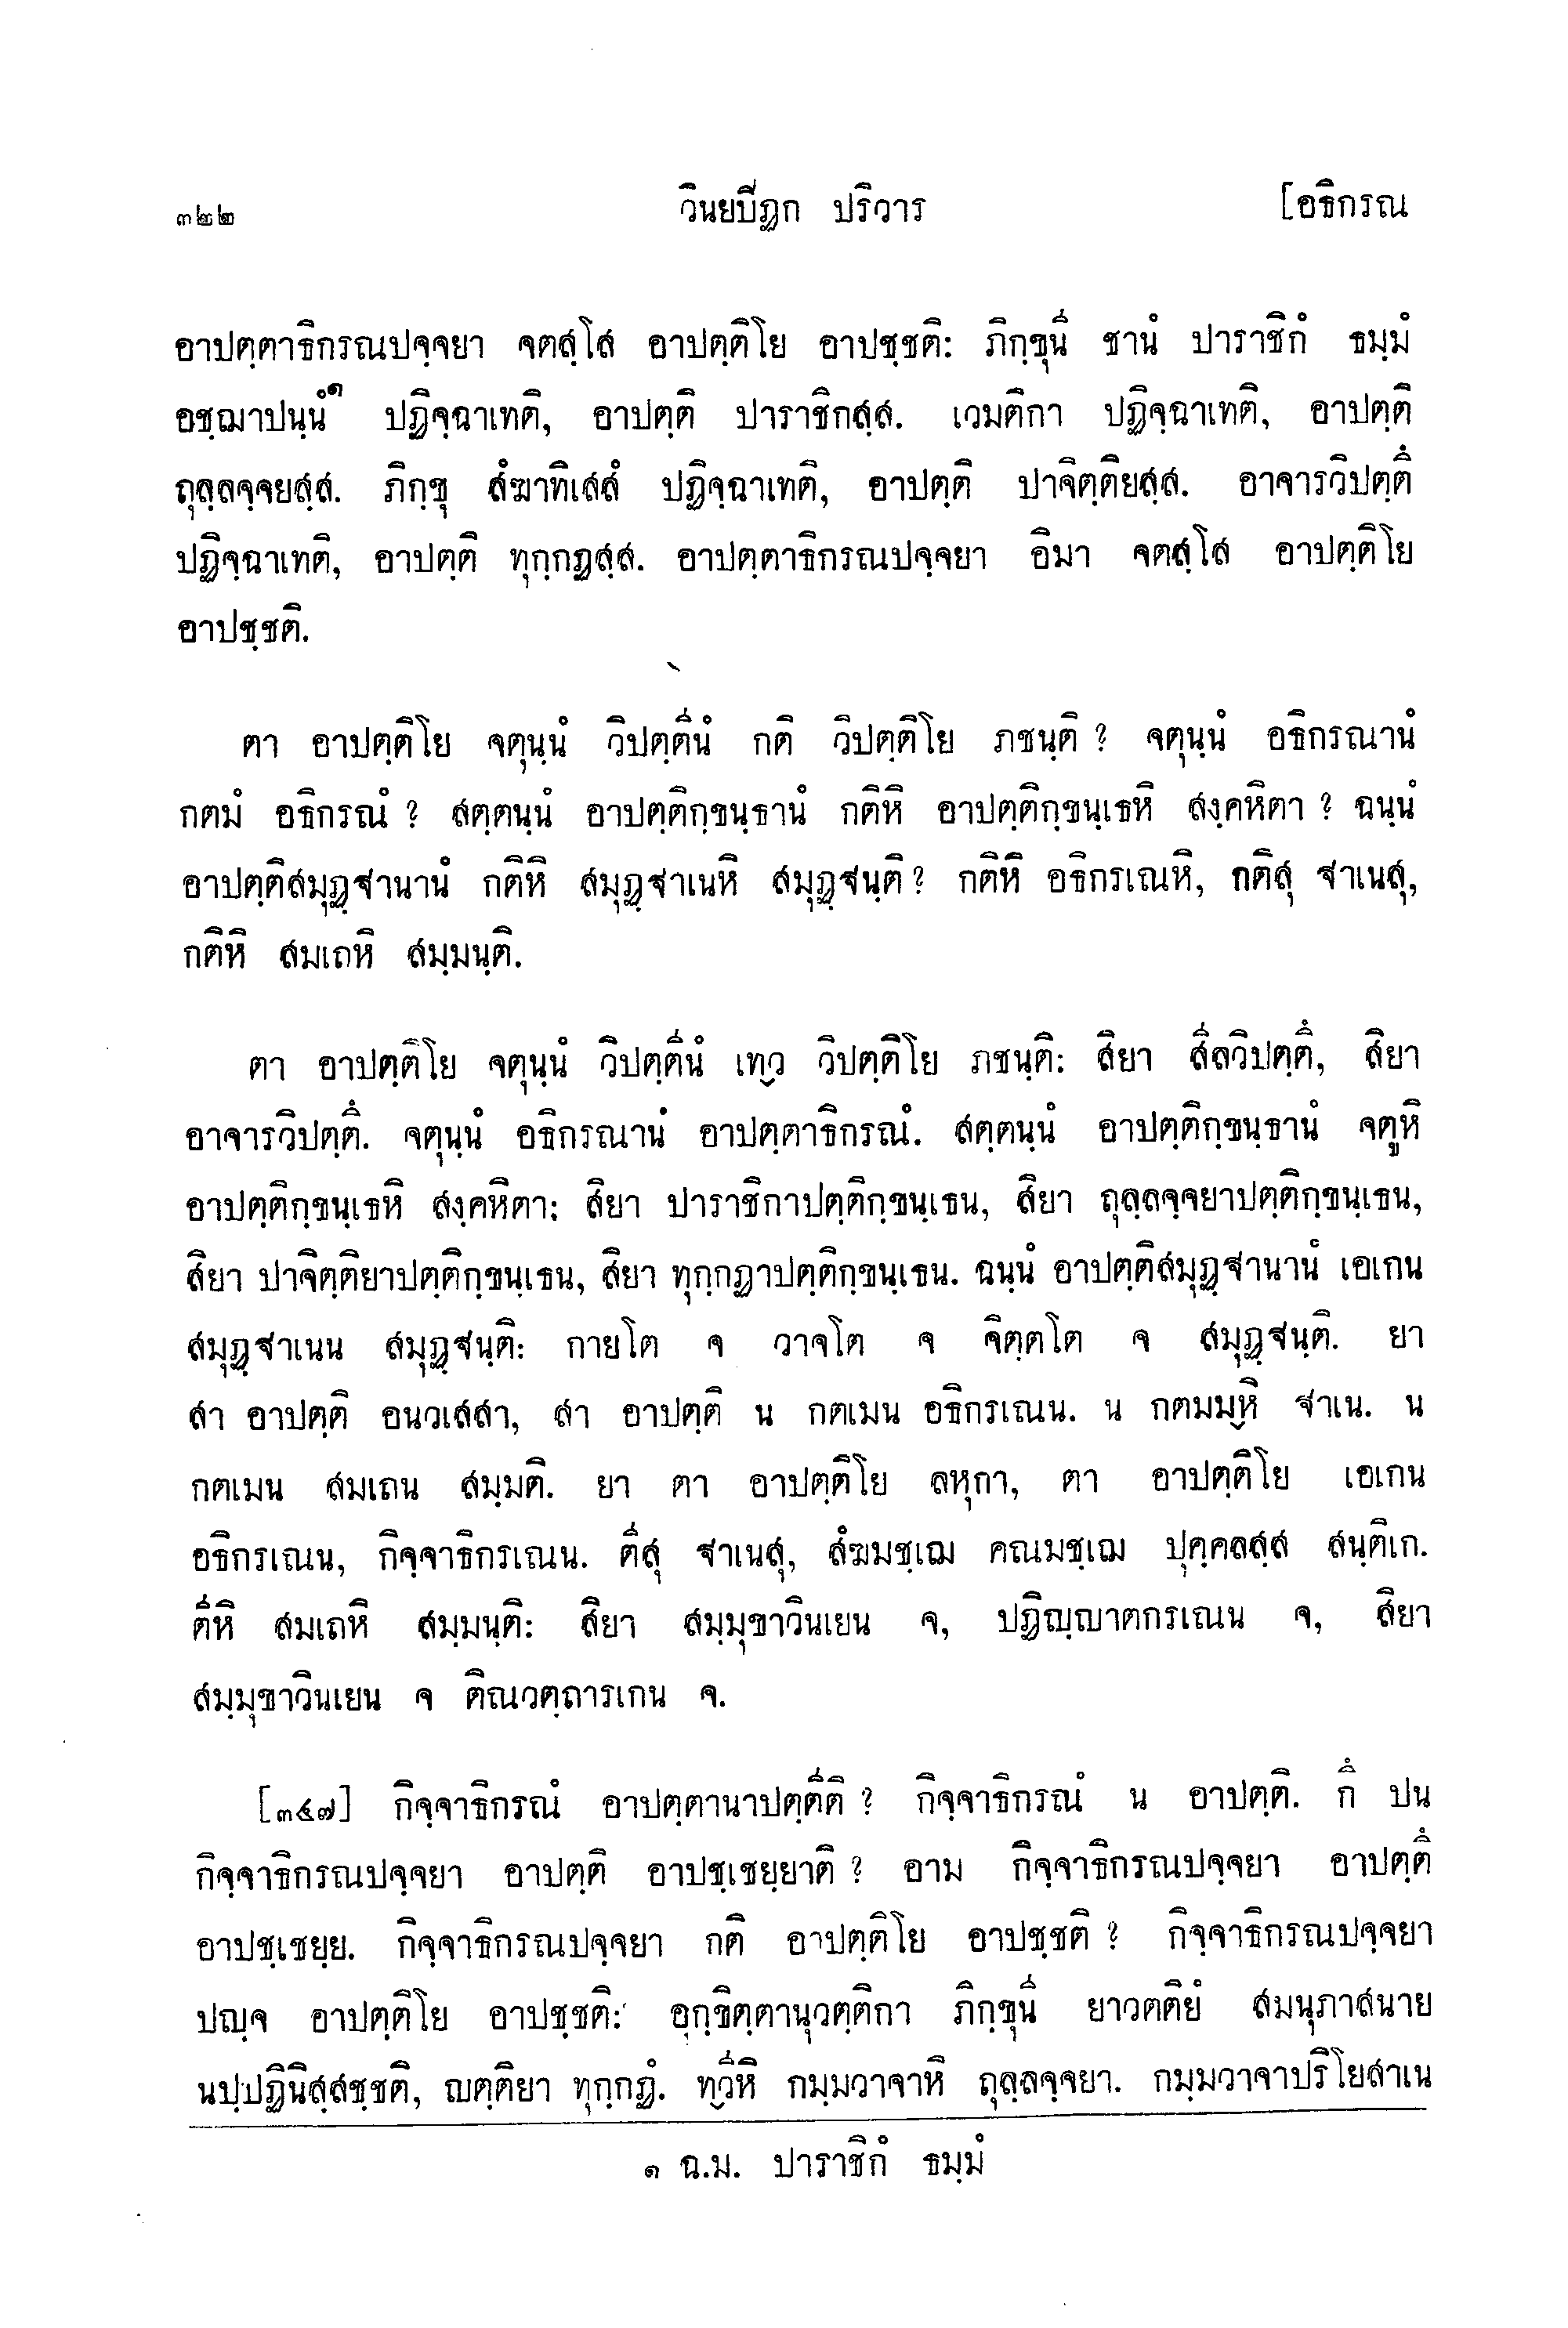 ๓๒๒ วินยปิฏก ปริวาร [อธิกรณ
อาปตฺตาธิกรณปจฺจยา จตสฺโส อาปตฺติโย อาปชฺชติ: ภิกฺขุนี ชานํ ปาราชิกํ ธมฺมํ
อชฺฌาปนฺนํ๑ ปฏิจฺฉาเทติ, อาปตฺติ ปาราชิกสฺส. เวมติกา ปฏิจฺฉาเทติ, อาปตฺติ
ถุลฺลจฺจยสฺส. ภิกฺขุ สํฆาทิเสสํ ปฏิจฺฉาเทติ, อาปตฺติ ปาจิตฺติยสฺส. อาจารวิปตฺตึ
ปฏิจฺฉาเทติ, อาปตฺติ ทุกฺกฏสฺส. อาปตฺตาธิกรณปจฺจยา อิมา จตสฺโส อาปตฺติโย
อาปชฺชติ.
ตา อาปตฺติโย จตุนฺนํ วิปตฺตีนํ กติ วิปตฺติโย ภชนฺติ ? จตุนฺนํ อธิกรณานํ
กตมํ อธิกรณํ ? สตฺตนฺนํ อาปตฺติกฺขนฺธานํ กติหิ อาปตฺติกฺขนฺเธหิ สงฺคหิตา ? ฉนฺนํ
อาปตฺติสมุฏฺฐานานํ กติหิ สมุฏฺฐาเนหิ สมุฏฺฐนฺติ ? กติหิ อธิกรเณหิ, กติสุ ฐาเนสุ,
กติหิ สมเถหิ สมฺมนฺติ.
ตา อาปตฺติโย จตุนฺนํ วิปตฺตีนํ เทฺว วิปตฺติโย ภชนฺติ: สิยา สีลวิปตฺตึ, สิยา
อาจารวิปตฺตึ. จตุนฺนํ อธิกรณานํ อาปตฺตาธิกรณํ. สตฺตนฺนํ อาปตฺติกฺขนฺธานํ จตูหิ
อาปตฺติกฺขนฺเธหิ สงฺคหิตา: สิยา ปาราชิกาปตฺติกฺขนฺเธน, สิยา ถุลฺลจฺจยาปตฺติกฺขนฺเธน,
สิยา ปาจิตฺติยาปตฺติกฺขนฺเธน, สิยา ทุกฺกฏาปตฺติกฺขนฺเธน. ฉนฺนํ อาปตฺติสมุฏฺฐานานํ เอเกน
สมุฏฺฐาเนน สมุฏฺฐนฺติ: กายโต จ วาจโต จ จิตฺตโต จ สมุฏฺฐนฺติ. ยา
สา อาปตฺติ อนวเสสา, สา อาปตฺติ น กตเมน อธิกรเณน. น กตมมฺหิ ฐาเน. น
กตเมน สมเถน สมฺมติ. ยา ตา อาปตฺติโย ลหุกา, ตา อาปตฺติโย เอเกน
อธิกรเณน, กิจฺจาธิกรเณน. ตีสุ ฐาเนสุ, สํฆมชฺเฌ คณมชฺเฌ ปุคฺคลสฺส สนฺติเก.
ตีหิ สมเถหิ สมฺมนฺติ: สิยา สมฺมุขาวินเยน จ, ปฏิญฺญาตกรเณน จ, สิยา
สมฺมุขาวินเยน จ ติณวตฺถารเกน จ.
[๓๔๗] กิจฺจาธิกรณํ อาปตฺตานาปตฺตีติ ? กิจฺจาธิกรณํ น อาปตฺติ. กึ ปน
กิจฺจาธิกรณปจฺจยา อาปตฺติ อาปชฺเชยฺยาติ ? อาม กิจฺจาธิกรณปจฺจยา อาปตฺตึ
อาปชฺเชยฺย. กิจฺจาธิกรณปจฺจยา กติ อาปตฺติโย อาปชฺชติ ? กิจฺจาธิกรณปจฺจยา
ปญฺจ อาปตฺติโย อาปชฺชติ: อุกฺขิตฺตานุวตฺติกา ภิกฺขุนี ยาวตติยํ สมนุภาสนาย
นปฺปฏินิสฺสชฺชติ, ญตฺติยา ทุกฺกฏํ. ทฺวีหิ กมฺมวาจาหิ ถุลฺลจฺจยา. กมฺมวาจาปริโยสาเน
๑ ฉ.ม. ปาราชิกํ ธมฺมํ